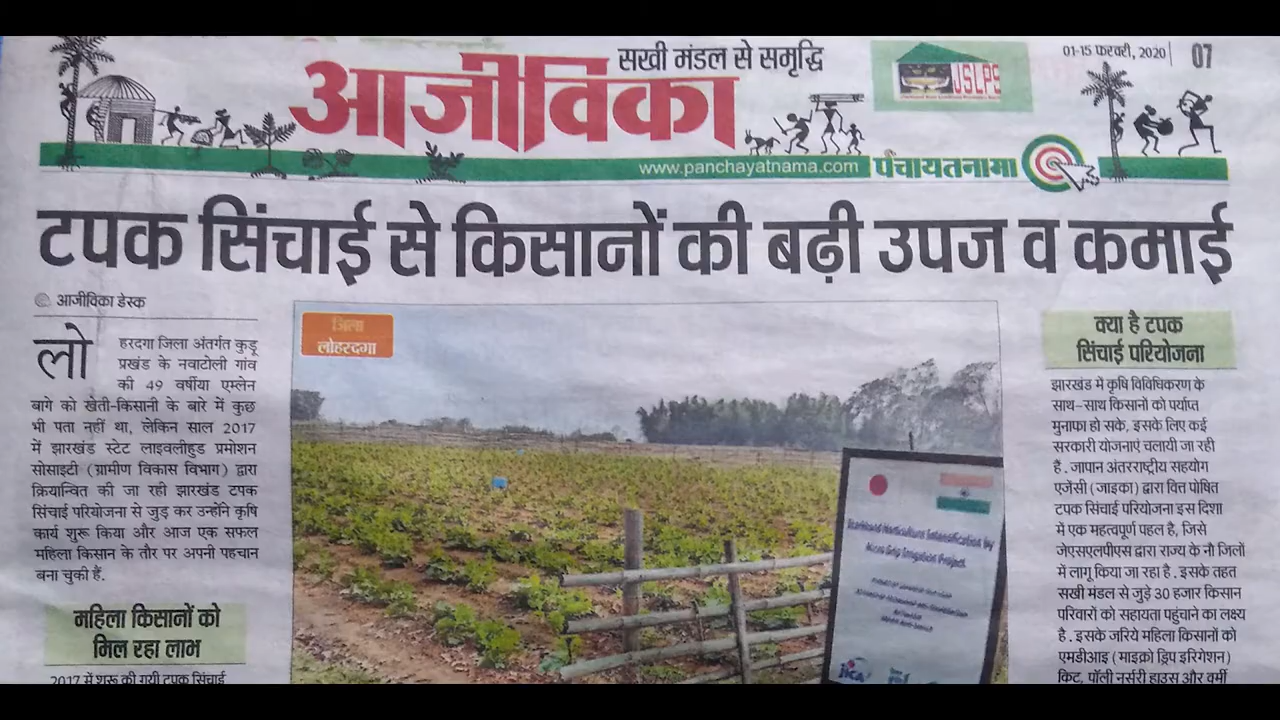 सखी मंडल से समृद्धि
आजीविका
JSLPS
01-15 फरवरी, 2020
07
www.panchayatnama.com
पंचायतनामा
टपक सिंचाई से किसानों की बढ़ी उपज व कमाई
आजीविका डेस्क
लोहरदगा जिला अंतर्गत कुडू
प्रखंड के नवाटोली गांव
की 49 वर्षीया एम्लेन
बागे को खेती-किसानी के बारे में कुछ
भी पता नहीं था, लेकिन साल 2017
में झारखंड स्टेट लाइवलीहुड प्रमोशन
सोसाइटी (ग्रामीण विकास विभाग) द्वारा
क्रियान्वित की जा रही झारखंड टपक
सिंचाई परियोजना से जुड़ कर उन्होंने कृषि
कार्य शुरू किया और आज एक सफल
महिला किसान के तौर पर अपनी पहचान
बना चुकी हैं.
महिला किसानों को
मिल रहा लाभ
2017 में शुरू की गयी टपक सिंचाई
जिला
लोहरदगा
Jharkhand Horticulture Intensification by
Micro Drip Irrigation Project
jica
क्या है टपक
सिंचाई परियोजना
झारखंड में कृषि विविधिकरण के
साथ-साथ किसानों को पर्याप्त
मुनाफा हो सके, इसके लिए कई
सरकारी योजनाएं चलायी जा रही
हैं. जापान अंतरराष्ट्रीय सहयोग
एजेंसी (जाइका) द्वारा वित्त पोषित
टपक सिंचाई परियोजना इस दिशा
में एक महत्वपूर्ण पहल है, जिसे
जेएसएलपीएस द्वारा राज्य के नौ जिलों
में लागू किया जा रहा है. इसके तहत
सखी मंडल से जुड़े 30 हजार किसान
परिवारों को सहायता पहुंचाने का लक्ष्य
है. इसके जरिये महिला किसानों को
एमडीआइ (माइक्रो ड्रिप इरिगेशन)
किट, पॉली नर्सरी हाउस और वर्मी